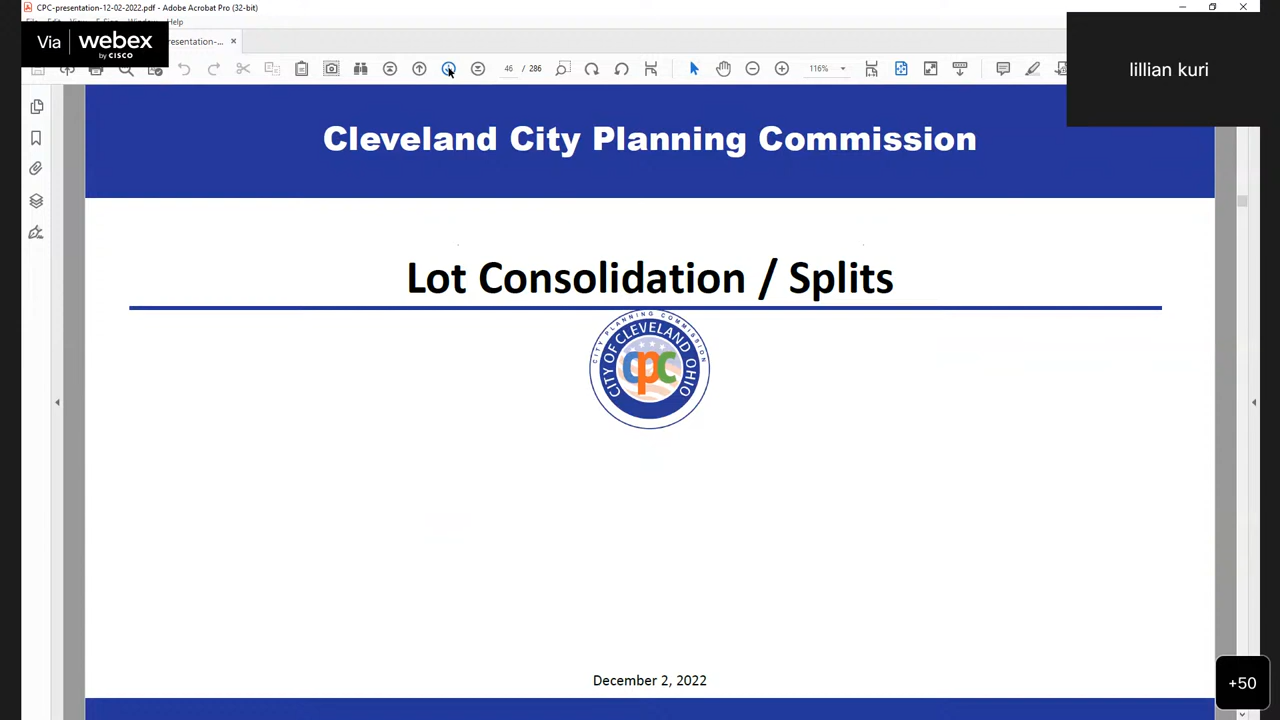 CPC-presentation-12-02-2022.pdf - Adobe Acrobat Pro (32-bit)
Help
Via webex
by CISCO
resentation-...
46 / 286
116%
lillian kuri
Cleveland City Planning Commission
Lot Consolidation / Splits
CITY PLANNING COMMISSION
CITY OF CLEVELAND OHIO
cpc
December 2, 2022
+50